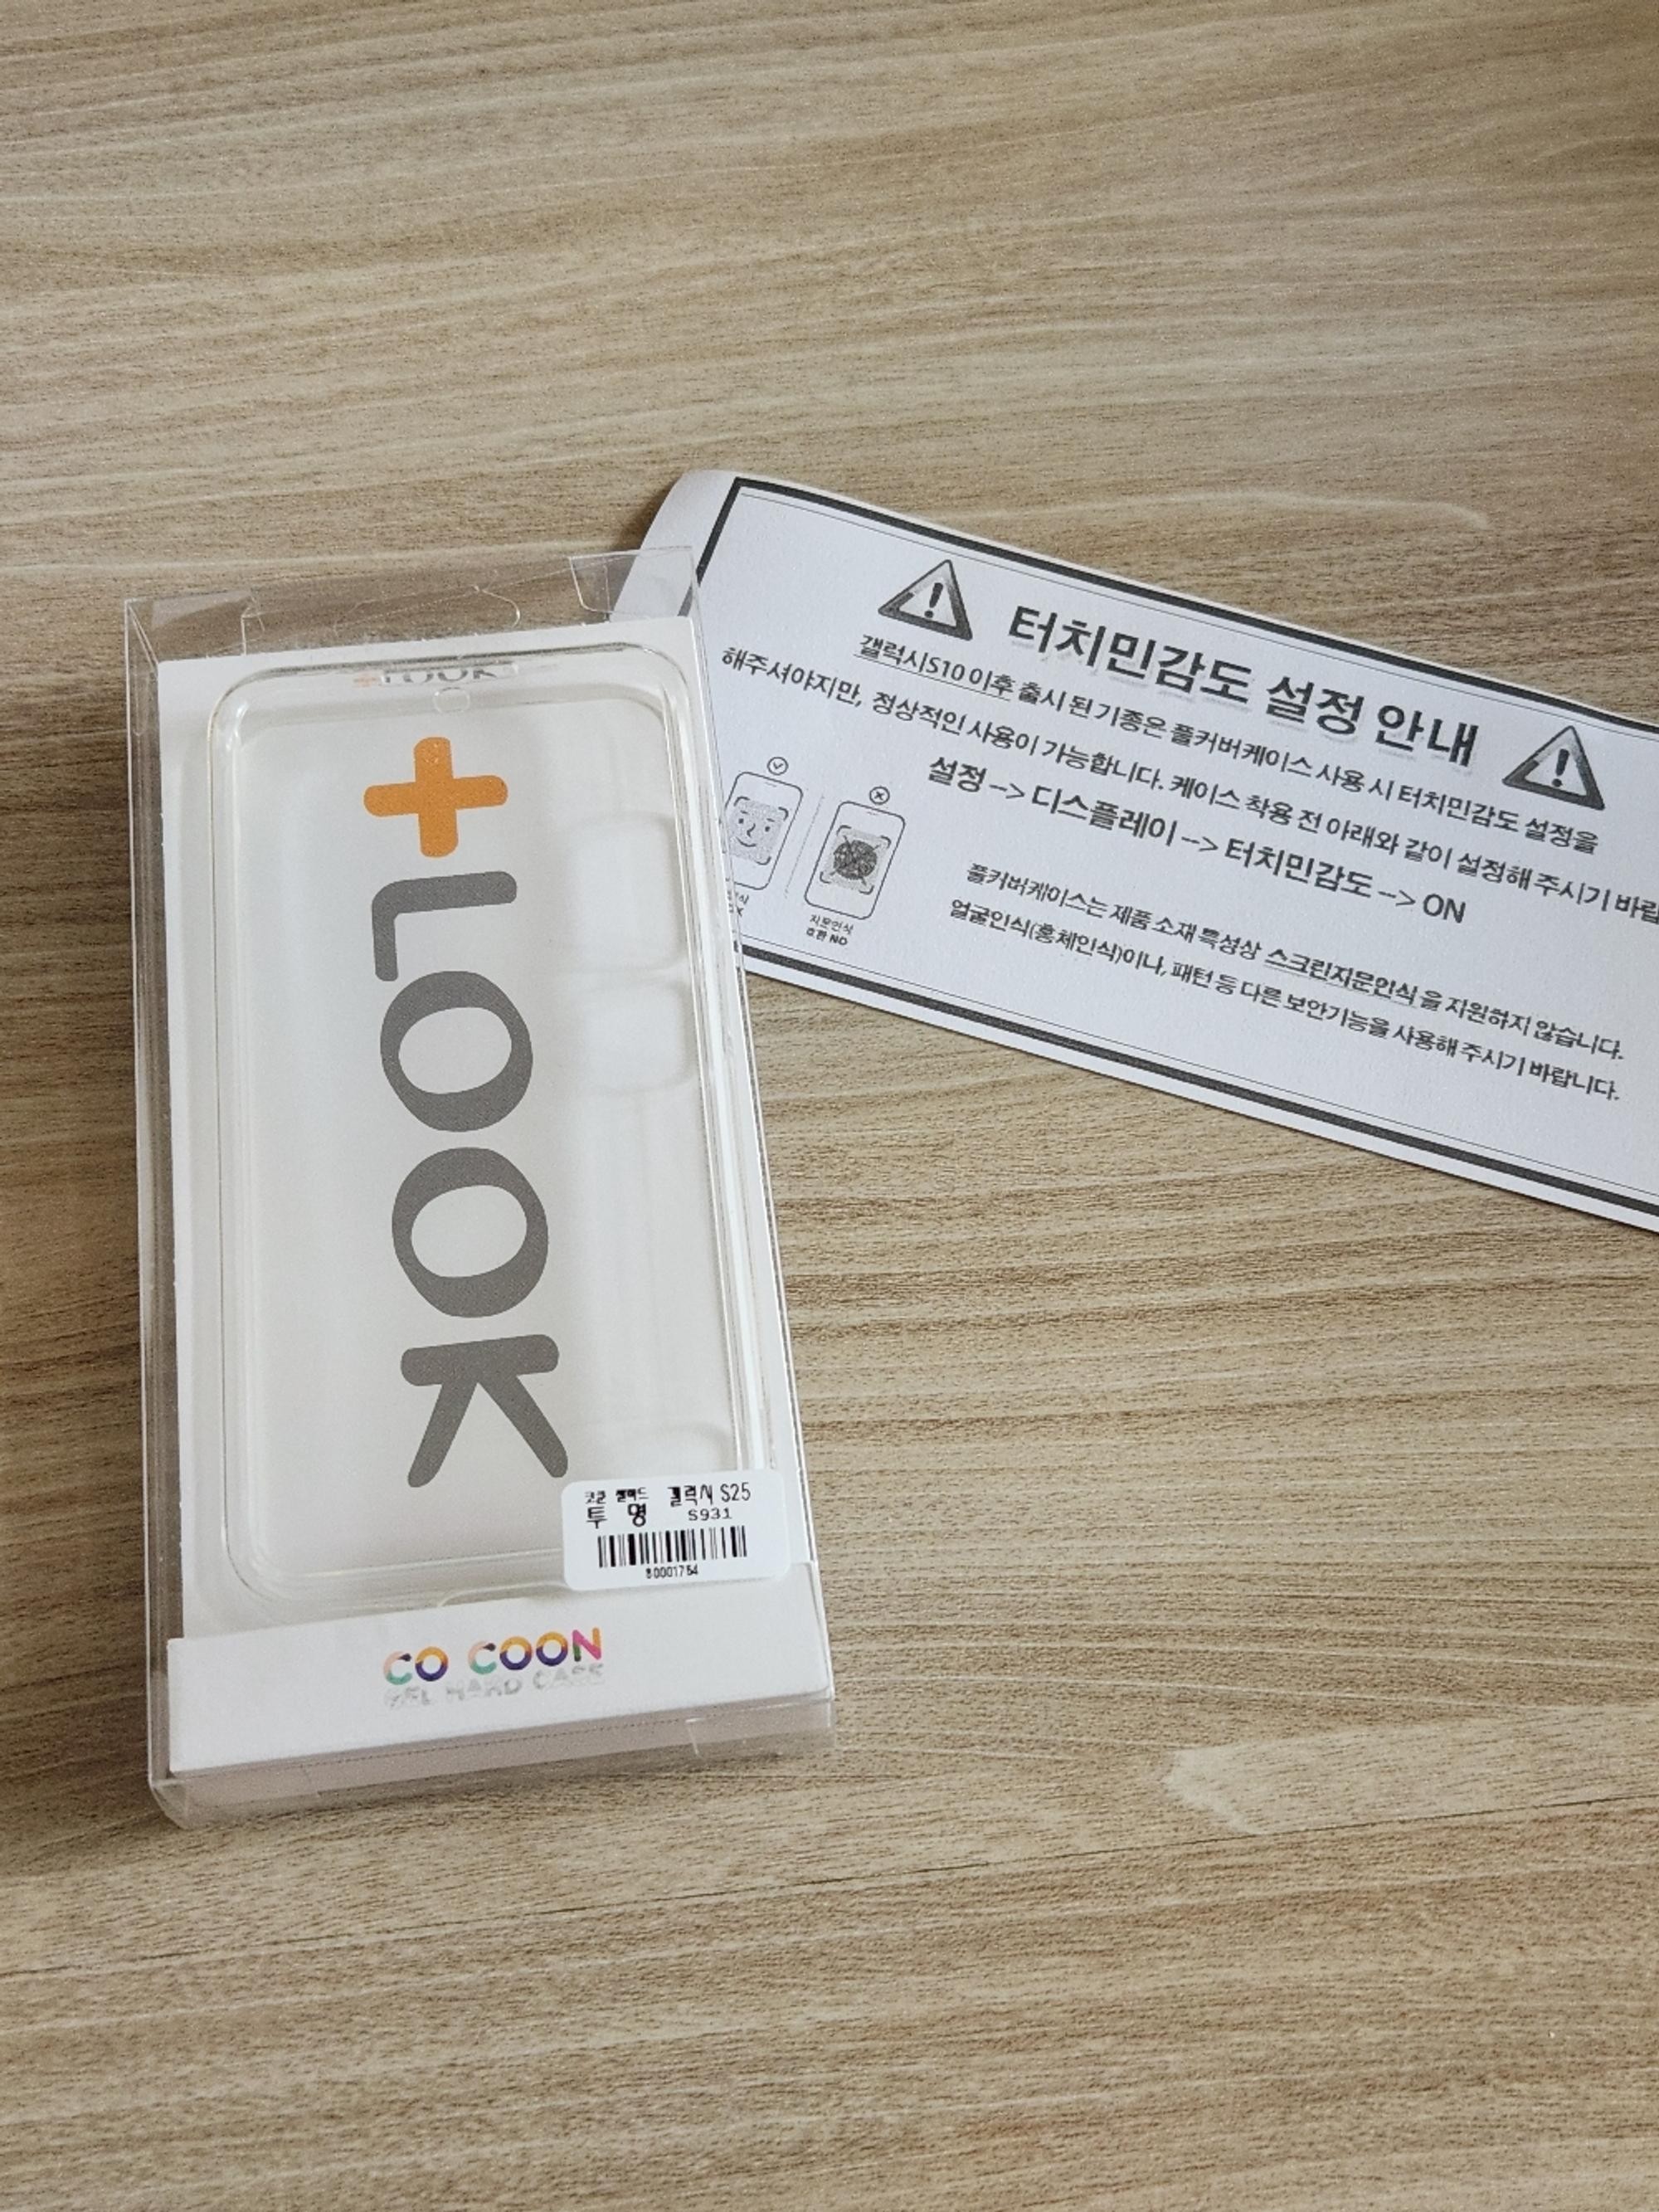 +LOOK
+LOOK
코쿤 젤하드 갤럭시 S25
투 명 S931
80001754
CO COON
GEL HARD CASE
터치민감도 설정 안내
갤럭시S10 이후 출시 된 기종은 풀커버케이스 사용 시 터치민감도 설정을
해주셔야지만, 정상적인 사용이 가능합니다. 케이스 착용 전 아래와 같이 설정해 주시기 바랍
설정 --> 디스플레이 --> 터치민감도 --> ON
풀커버케이스는 제품 소재 특성상 스크린지문인식 을 지원하지 않습니다.
얼굴인식(홍체인식)이나, 패턴 등 다른 보안기능을 사용해 주시기 바랍니다.
지문인식
호환 NO